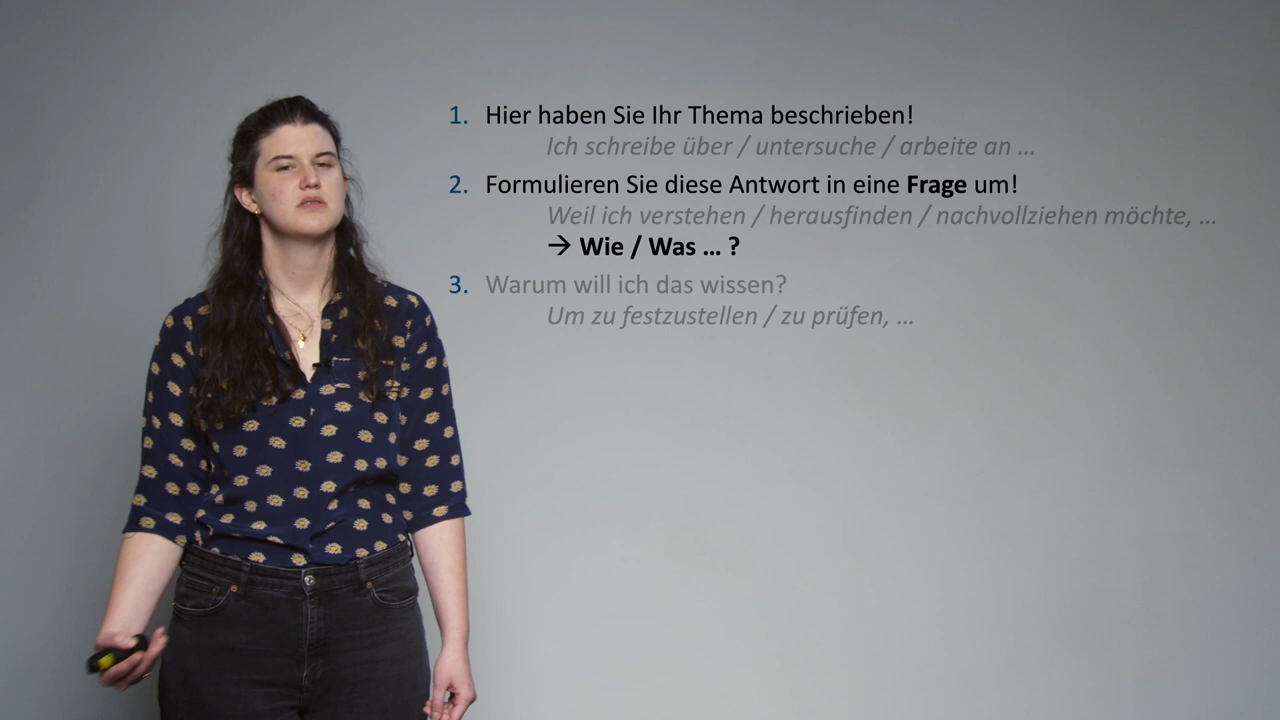 1. Hier haben Sie Ihr Thema beschrieben!
Ich schreibe über / untersuche / arbeite an …
2. Formulieren Sie diese Antwort in eine Frage um!
Weil ich verstehen / herausfinden / nachvollziehen möchte, …
→ Wie / Was … ?
3. Warum will ich das wissen?
Um zu festzustellen / zu prüfen, …